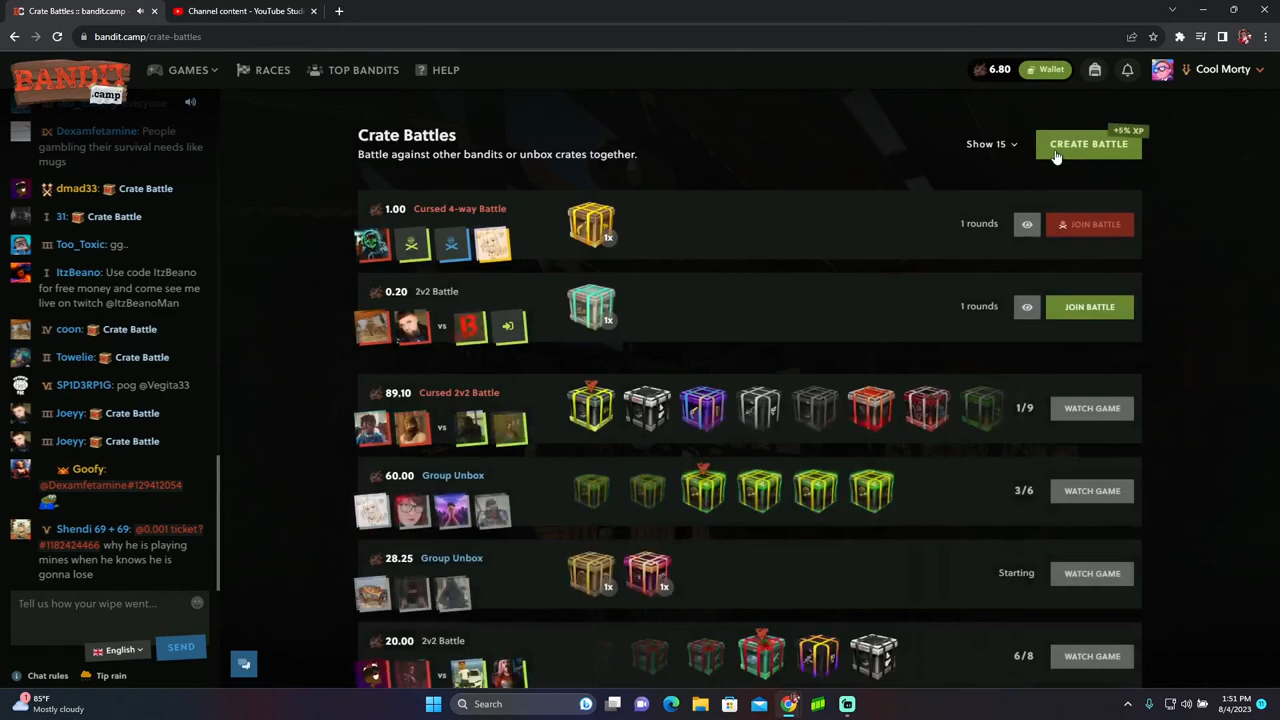 Crate Battles :: bandit.camp -
Channel content - YouTube Studi
bandit.camp/crate-battles
BANDIT
.camp
GAMES
RACES
TOP BANDITS
HELP
6.80
Wallet
Cool Morty
Too_Toxic: everyone
Dexamfetamine: People
gambling their survival needs like
mugs
dmad33: Crate Battle
31: Crate Battle
Too_Toxic: gg..
ItzBeano: Use code ItzBeano
for free money and come see me
live on twitch @ItzBeanoMan
coon: Crate Battle
Towelie: Crate Battle
SP1D3RP1G: pog @Vegita33
Joeyy: Crate Battle
Joeyy: Crate Battle
Goofy:
@Dexamfetamine#129412054
Shendi 69 + 69: @0.001 ticket?
#1182424466 why he is playing
mines when he knows he is
gonna lose
Tell us how your wipe went...
English
SEND
Chat rules
Tip rain
Crate Battles
Battle against other bandits or unbox crates together.
Show 15
+5% XP
CREATE BATTLE
1.00 Cursed 4-way Battle
1x
1 rounds
JOIN BATTLE
0.20 2v2 Battle
vs
1x
1 rounds
JOIN BATTLE
89.10 Cursed 2v2 Battle
vs
1/9
WATCH GAME
60.00 Group Unbox
3/6
WATCH GAME
28.25 Group Unbox
1x
1x
Starting
WATCH GAME
20.00 2v2 Battle
vs
6/8
WATCH GAME
1
85°F
Mostly cloudy
Search
1:51 PM
8/4/2023